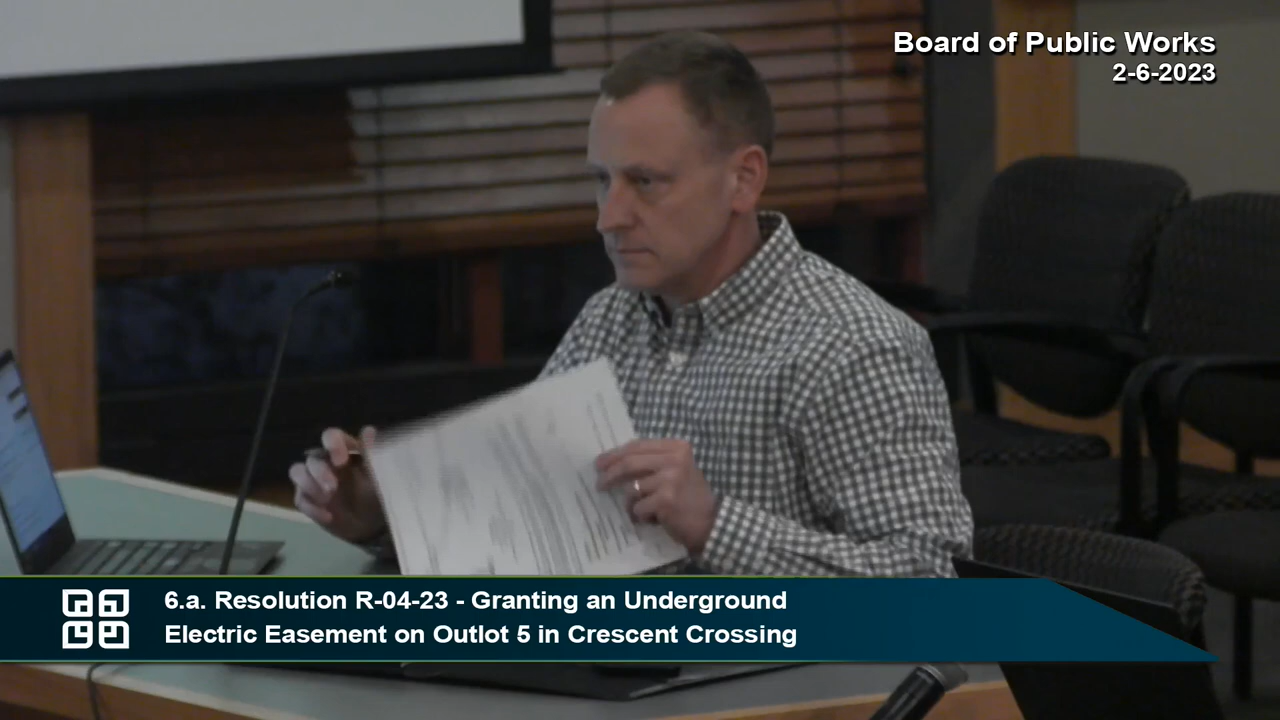 Board of Public Works
2-6-2023
6.a. Resolution R-04-23 - Granting an Underground
Electric Easement on Outlot 5 in Crescent Crossing